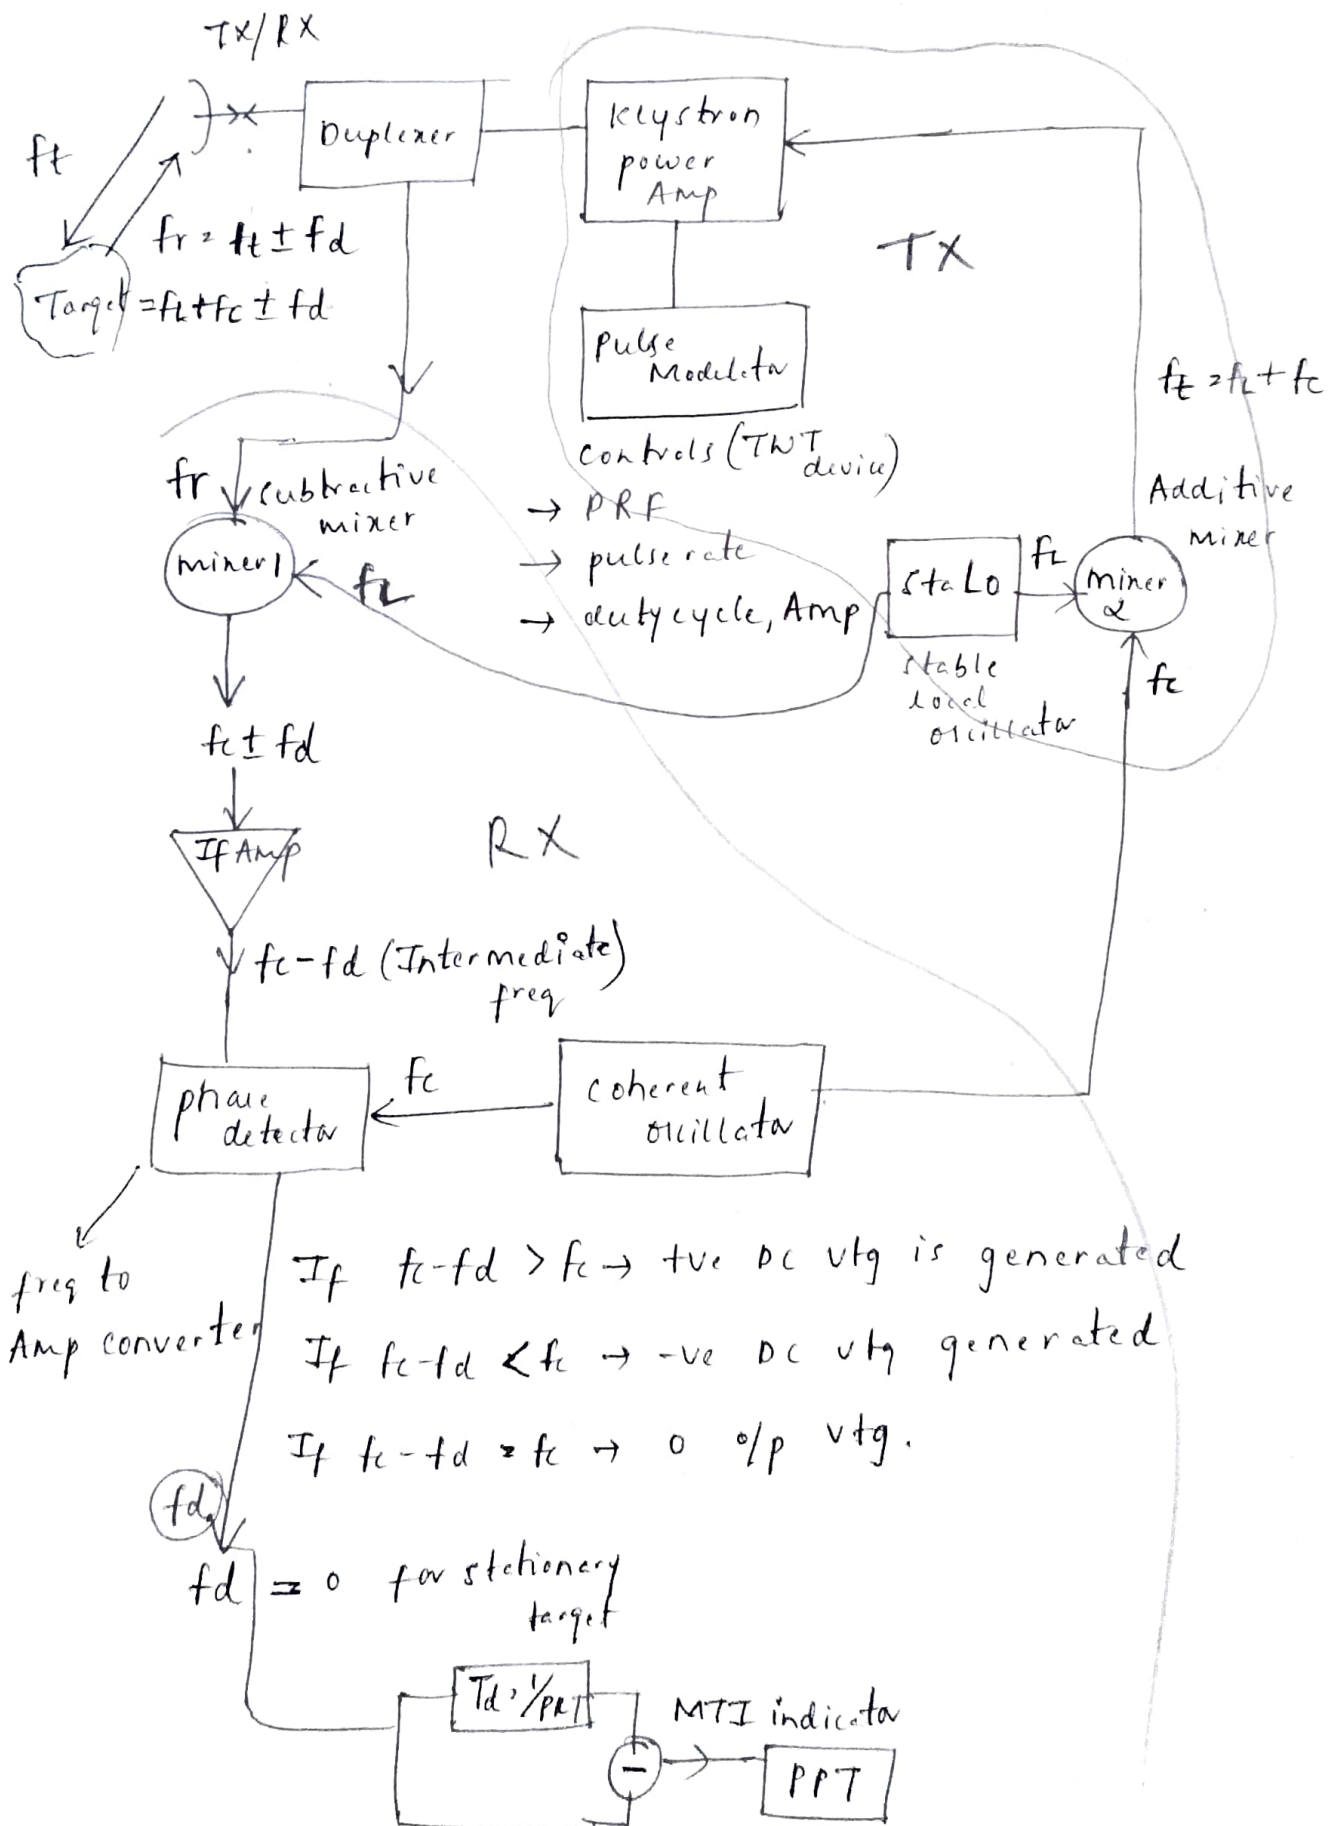 TX/RX
Duplexer
Klystron
power
Amp
TX
ft
fr = ft ± fd
Target = fL+fc ± fd
Pulse
Modulator
ft = fL + fc
controls (TWT
device)
→ PRF
→ pulse rate
→ duty cycle, Amp
fr
subtractive
mixer
mixer 1
fL
Sta Lo
fL
Additive
mixer
mixer
2
stable
local
oscillator
fc
fc ± fd
If Amp
RX
fc-fd (Intermediate)
freq
phase
detector
fc
coherent
oscillator
freq to
Amp converter
If fc-fd > fc → +ve DC vtg is generated
If fc-fd < fc → -ve DC vtg generated
If fc-fd = fc → 0 o/p vtg.
fd
fd = 0 for stationary
target
Td = 1/PRT
MTI indicator
−
PPT